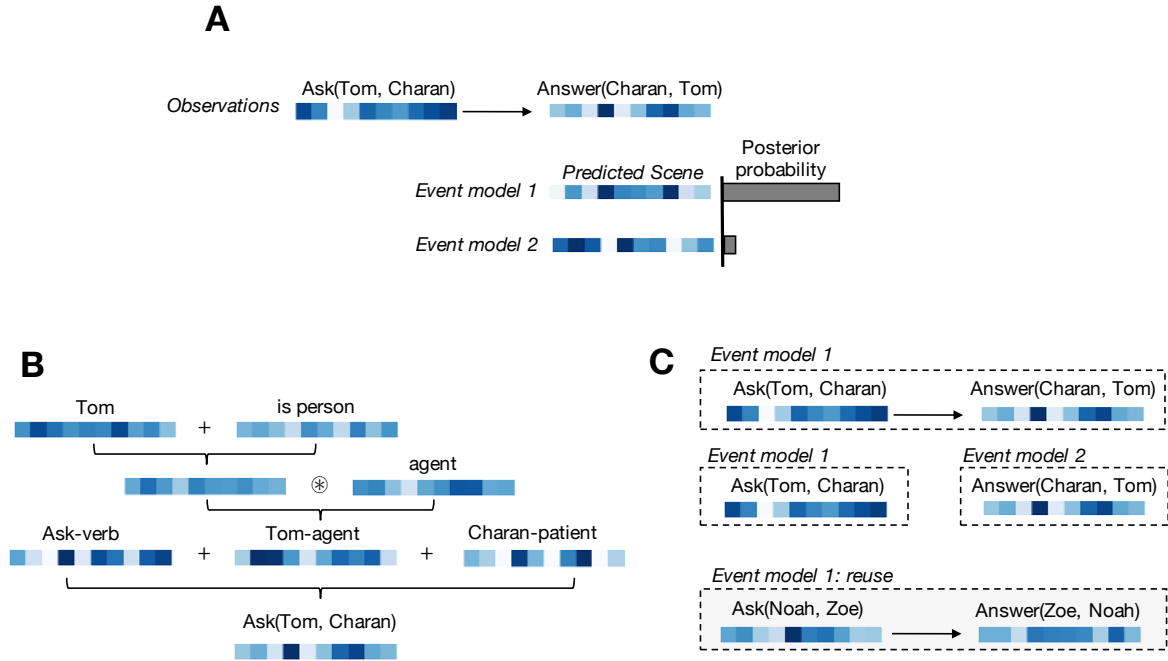 A
Ask(Tom, Charan)
Answer(Charan, Tom)
Observations
Posterior
probability
Predicted Scene
Event model 1
Event model 2
B
Tom
+
is person
⊛
agent
Ask-verb
+
Tom-agent
+
Charan-patient
Ask(Tom, Charan)
C
Event model 1
Ask(Tom, Charan)
Answer(Charan, Tom)
Event model 1
Ask(Tom, Charan)
Event model 2
Answer(Charan, Tom)
Event model 1: reuse
Ask(Noah, Zoe)
Answer(Zoe, Noah)